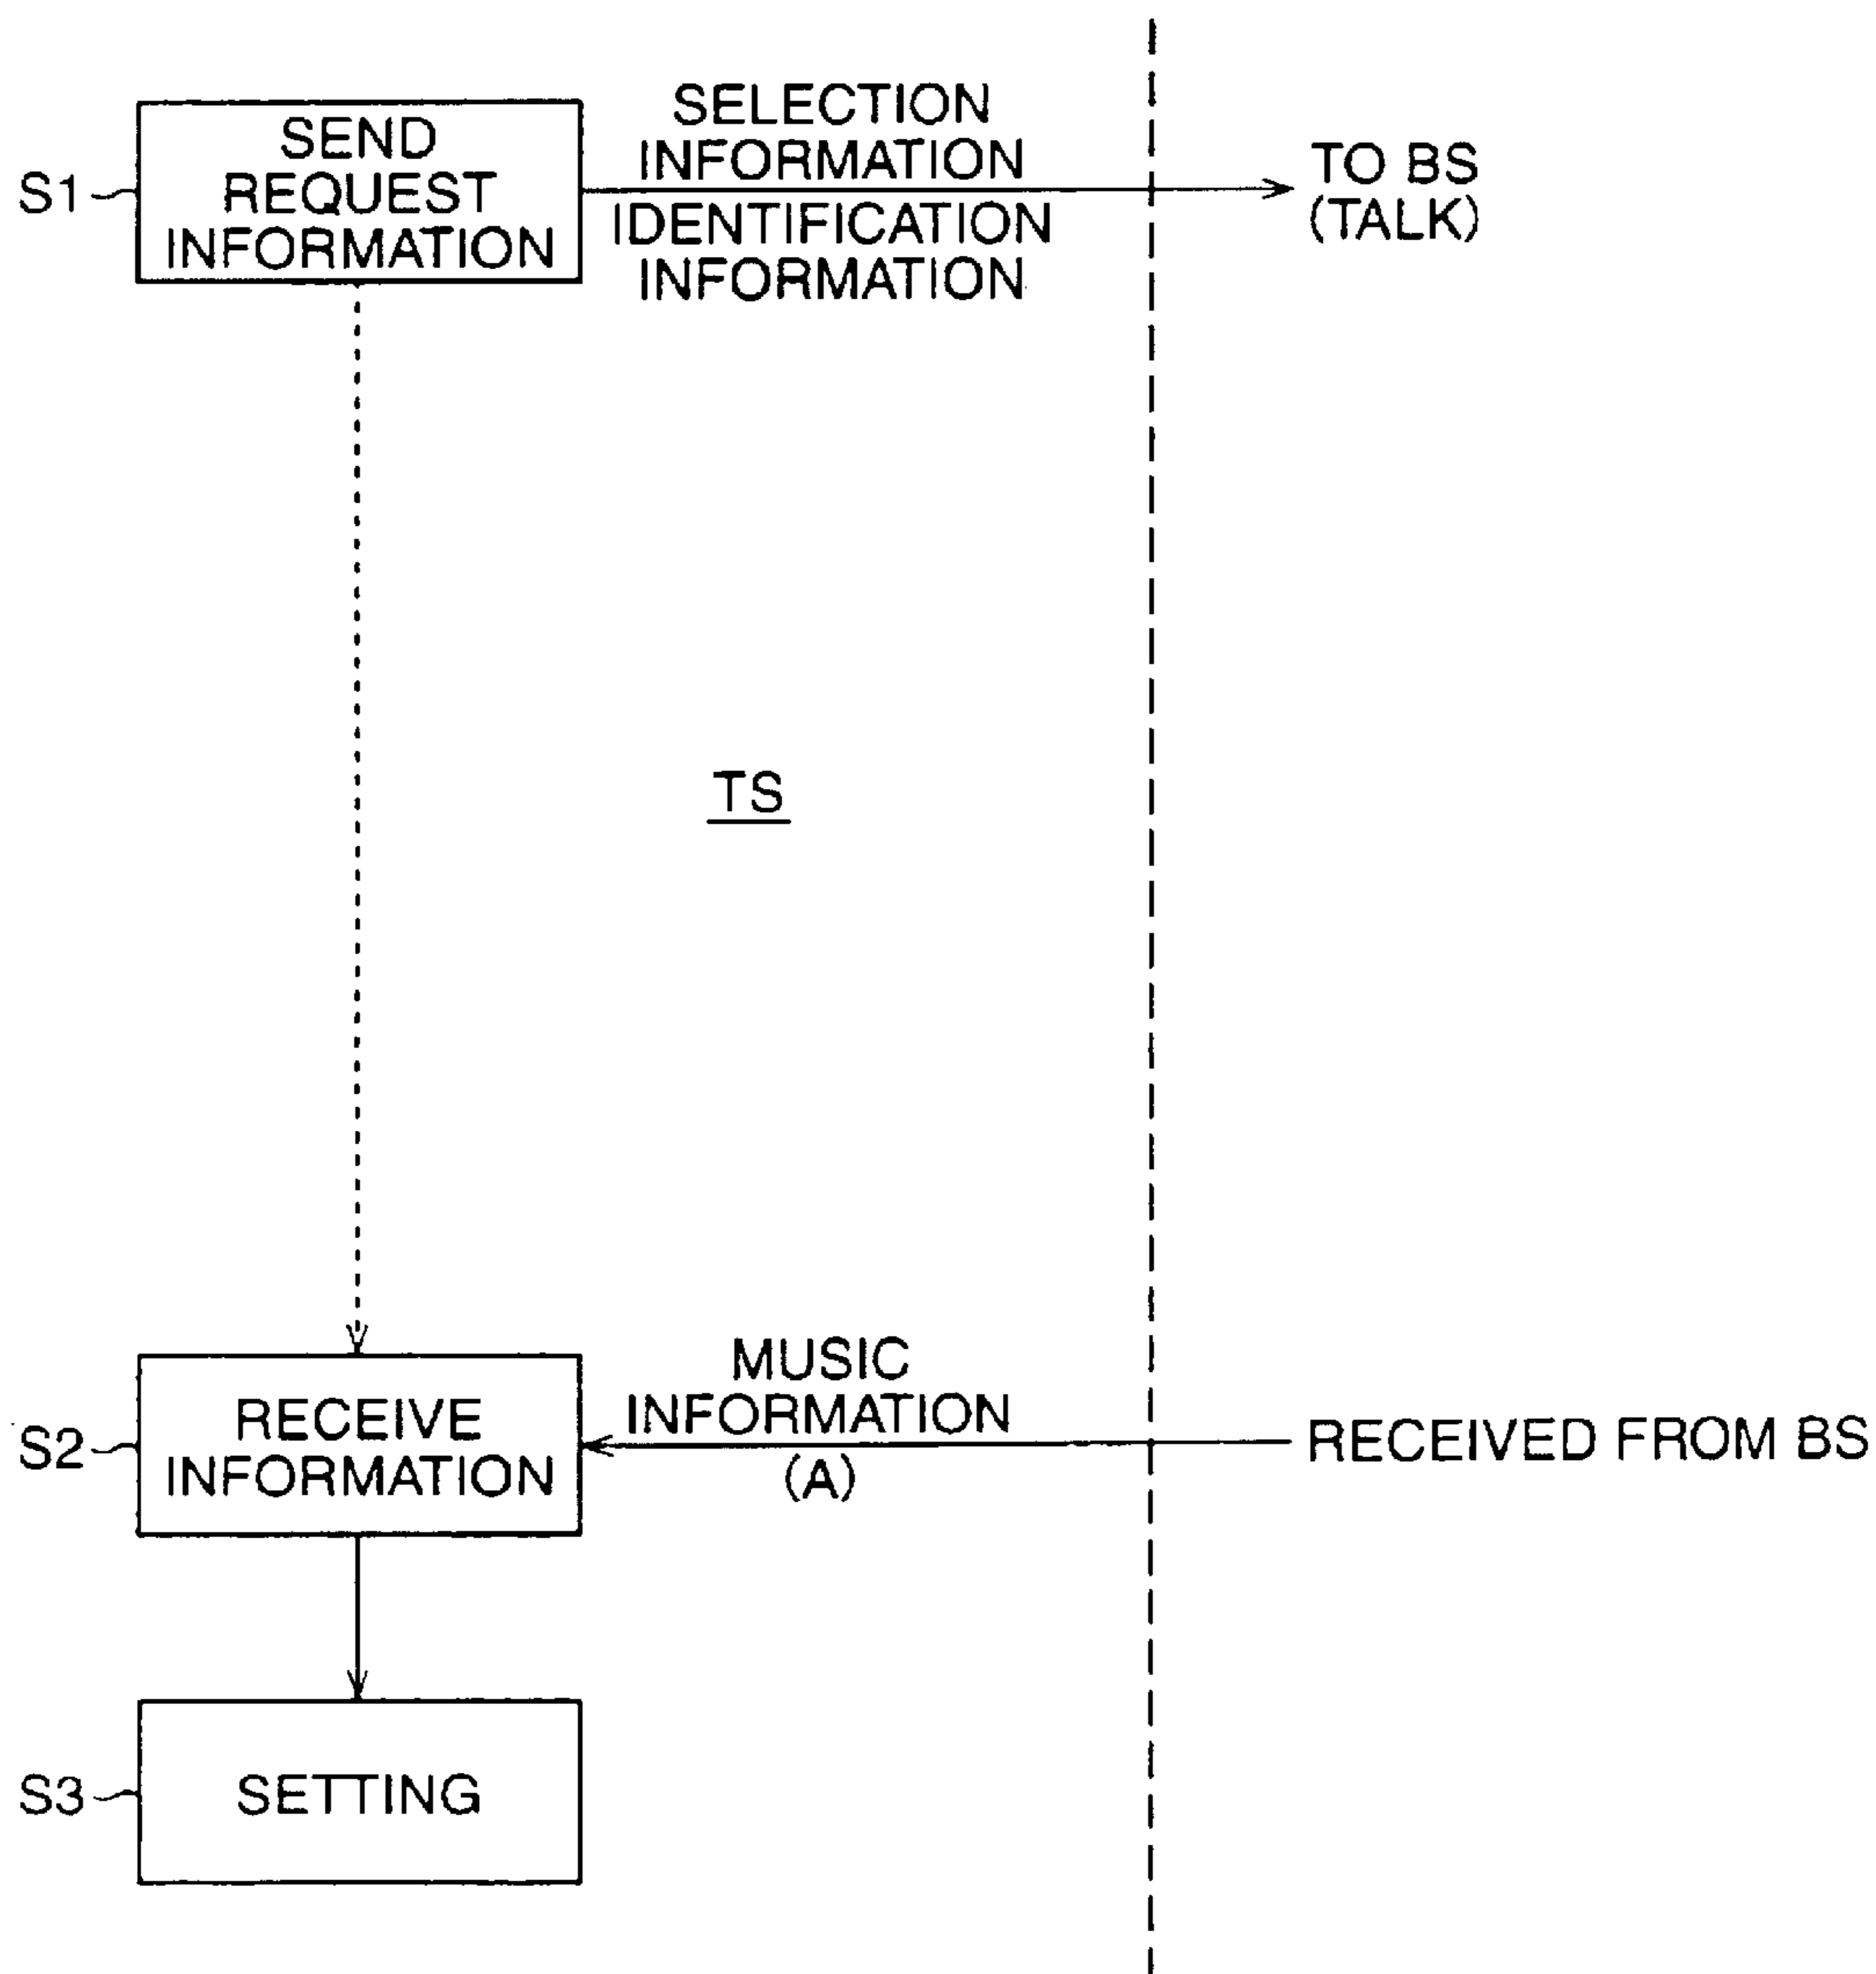 SEND
REQUEST
INFORMATION
S1
SELECTION
INFORMATION
IDENTIFICATION
INFORMATION
TO BS
(TALK)
TS
MUSIC
INFORMATION
(A)
RECEIVE
INFORMATION
S2
RECEIVED FROM BS
S3
SETTING